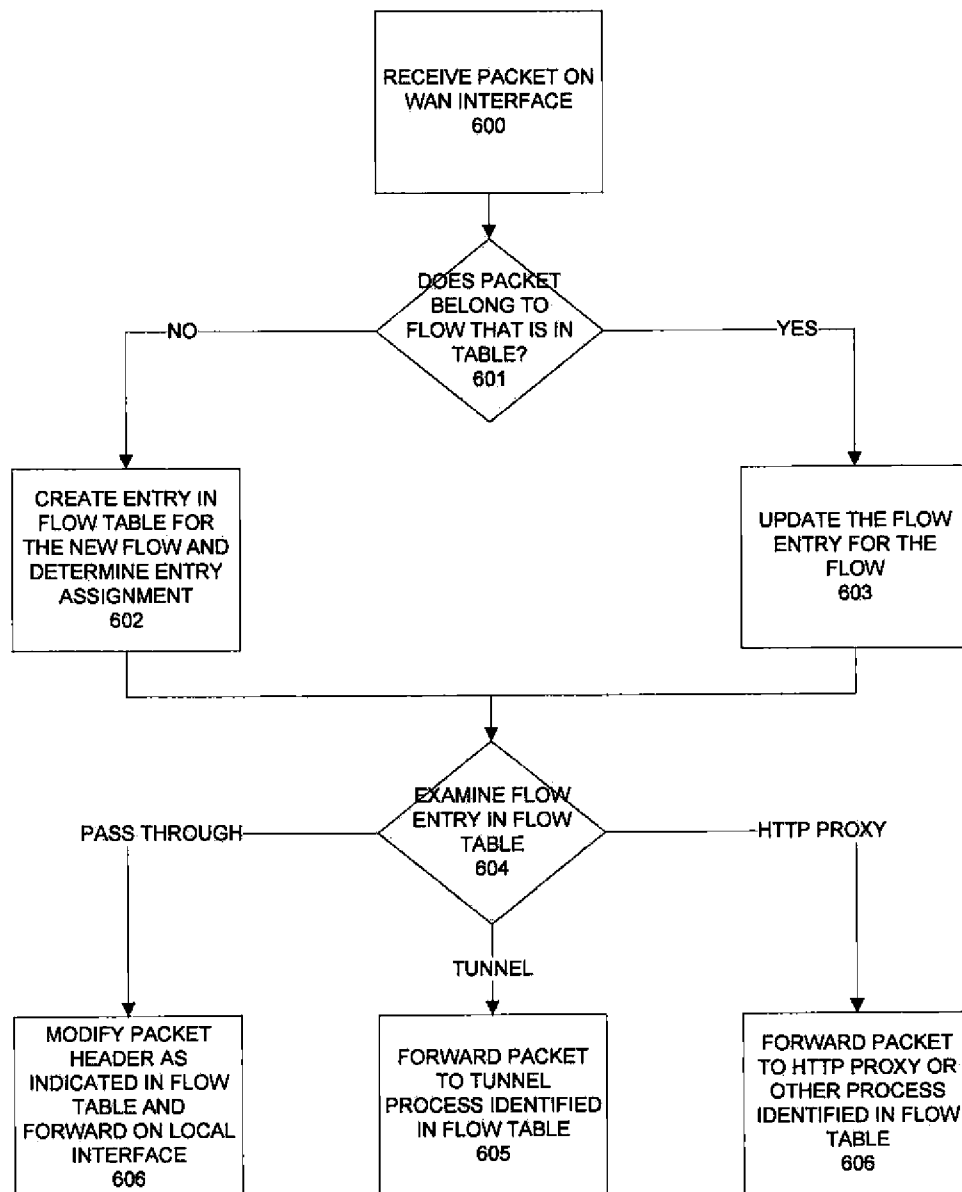 RECEIVE PACKET ON
WAN INTERFACE
600
DOES PACKET
BELONG TO
FLOW THAT IS IN
TABLE?
601
NO
YES
CREATE ENTRY IN
FLOW TABLE FOR
THE NEW FLOW AND
DETERMINE ENTRY
ASSIGNMENT
602
UPDATE THE FLOW
ENTRY FOR THE
FLOW
603
EXAMINE FLOW
ENTRY IN FLOW
TABLE
604
PASS THROUGH
HTTP PROXY
TUNNEL
MODIFY PACKET
HEADER AS
INDICATED IN FLOW
TABLE AND
FORWARD ON LOCAL
INTERFACE
606
FORWARD PACKET
TO TUNNEL
PROCESS IDENTIFIED
IN FLOW TABLE
605
FORWARD PACKET
TO HTTP PROXY OR
OTHER PROCESS
IDENTIFIED IN FLOW
TABLE
606